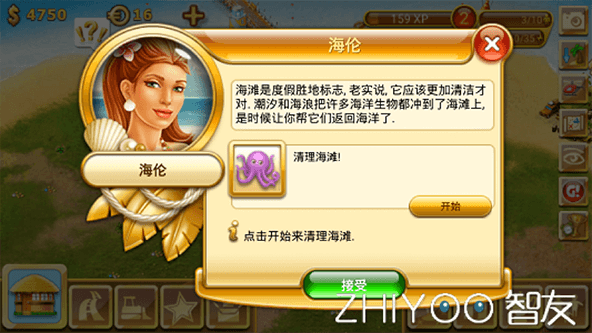 $ 4750
16
159 XP
2
3/10
海伦
海滩是度假胜地标志, 老实说, 它应该更加清洁才
对. 潮汐和海浪把许多海洋生物都冲到了海滩上,
是时候让你帮它们返回海洋了.
海伦
清理海滩!
开始
点击开始来清理海滩.
接受
ZHIYOO 智友